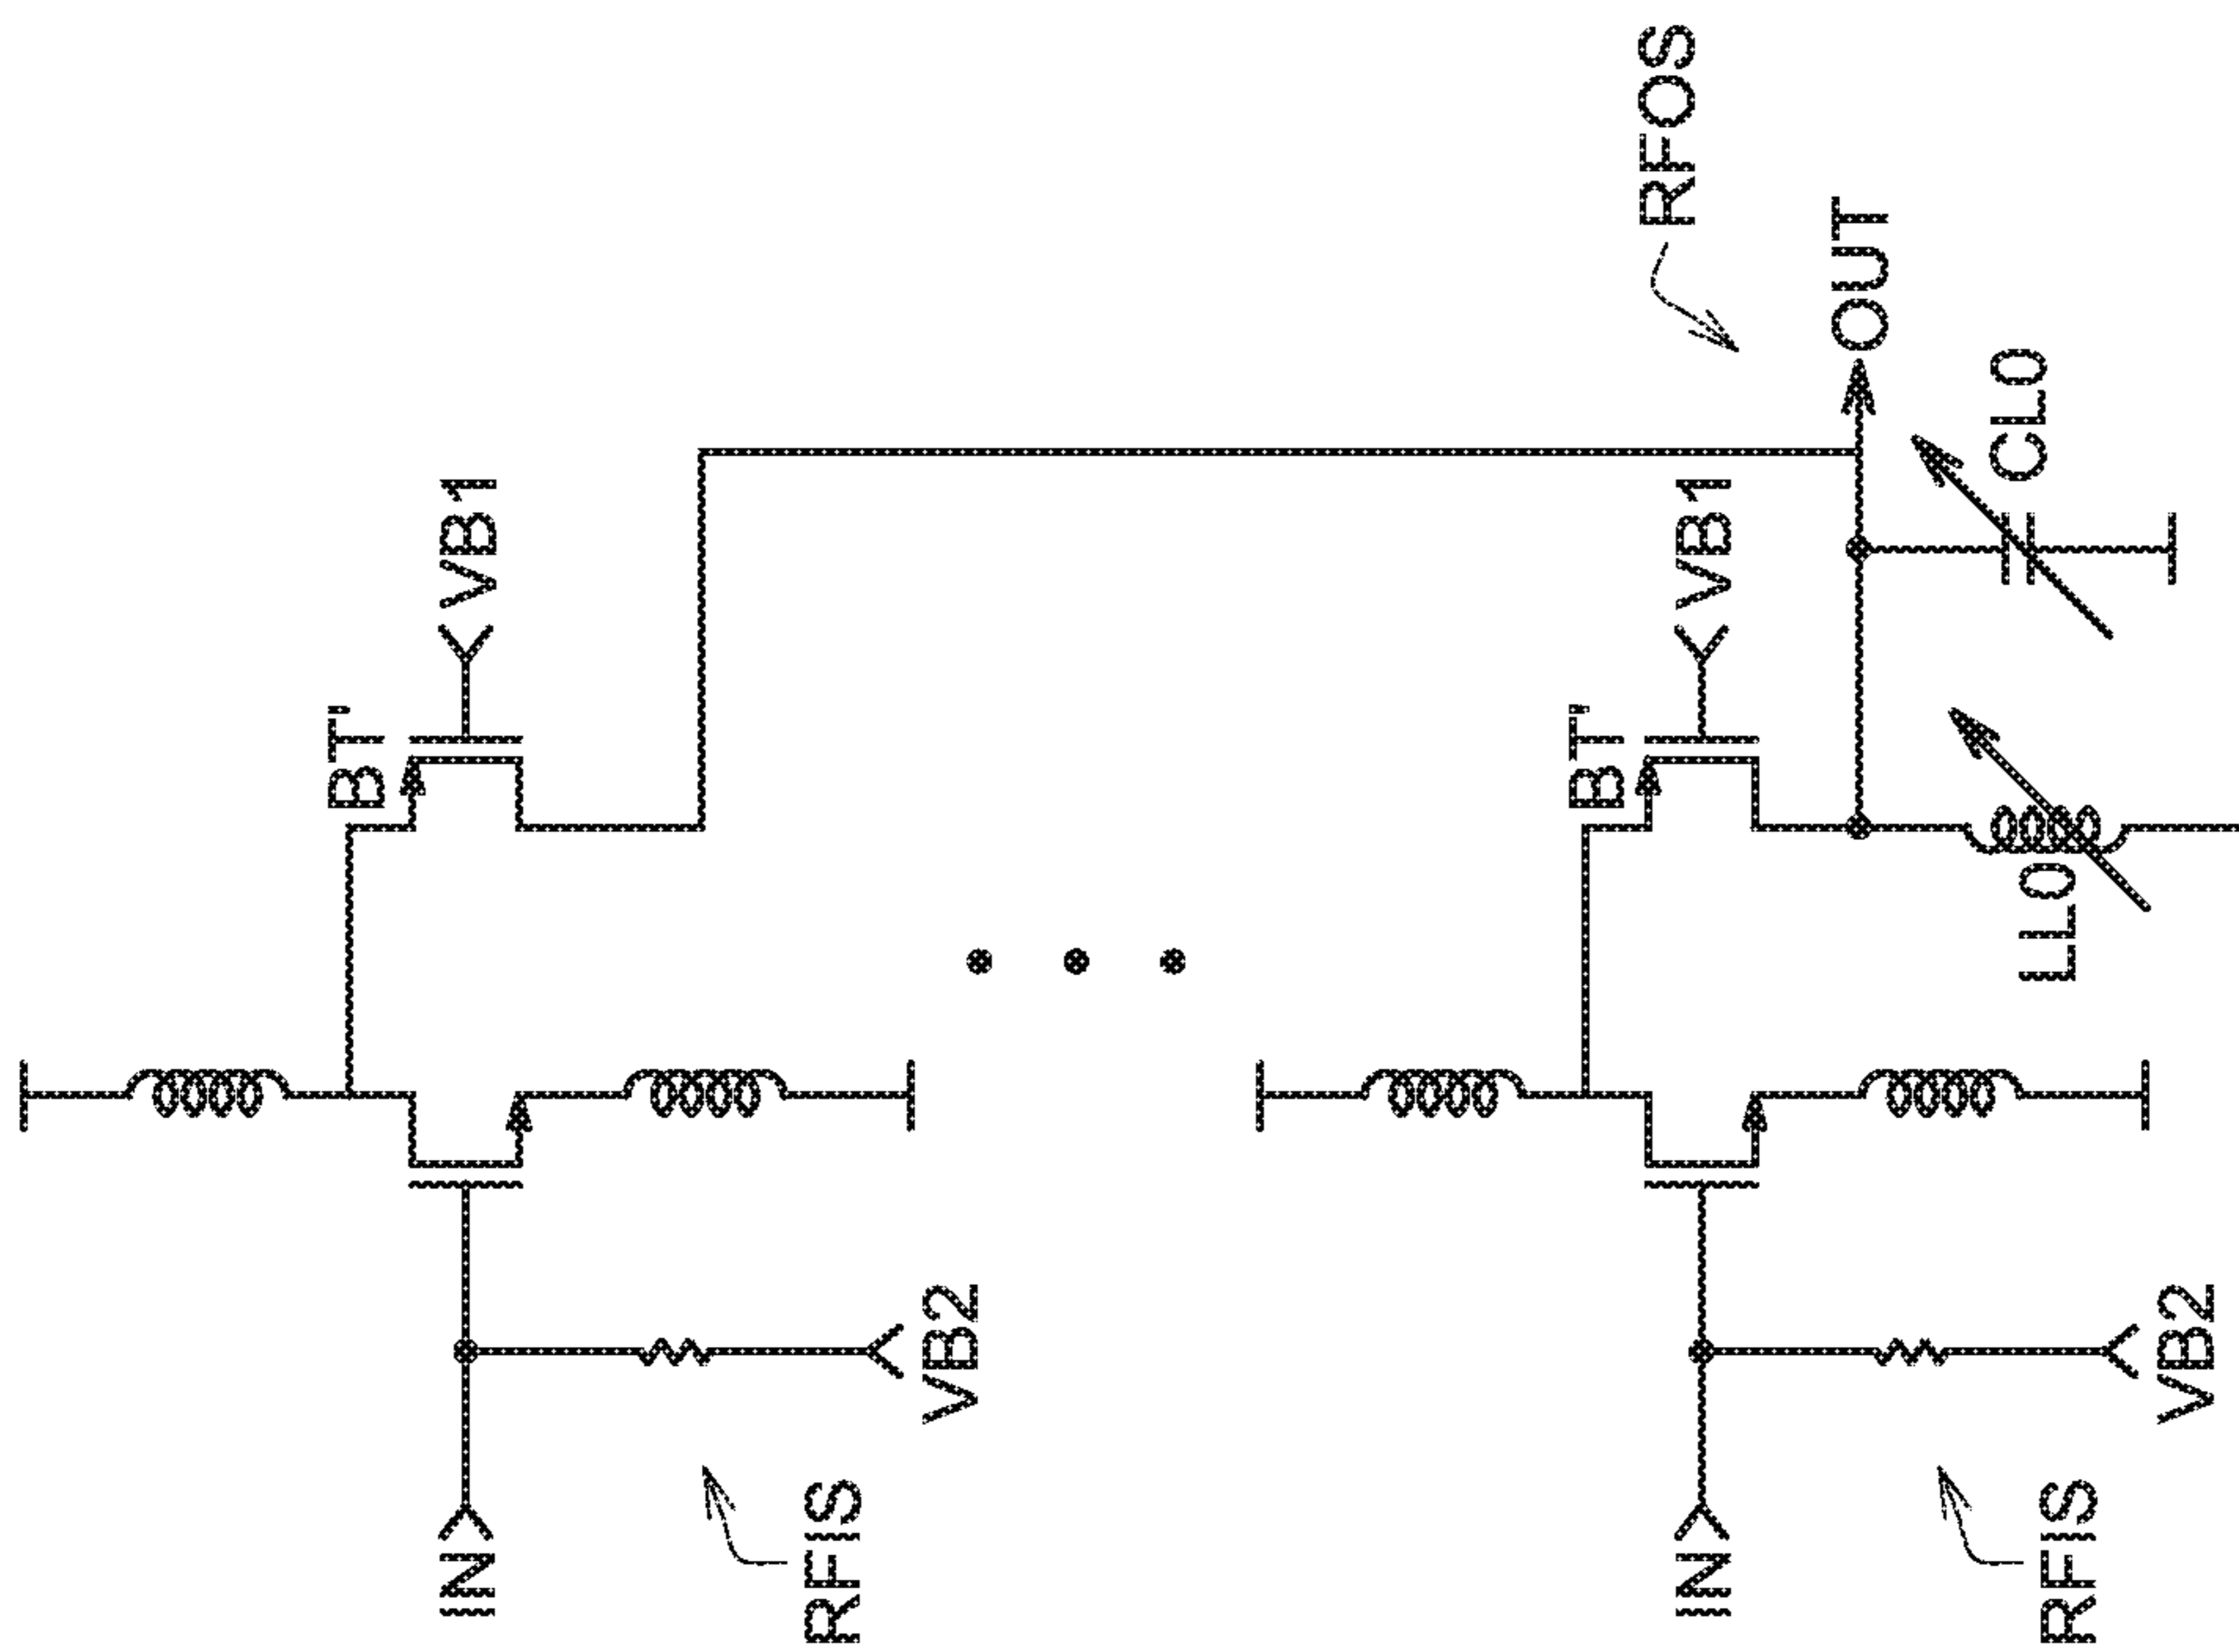 RFOS
OUT
BT'
VB1
BT'
VB1
CL0
LL0
IN
VB2
RFIS
IN
VB2
RFIS